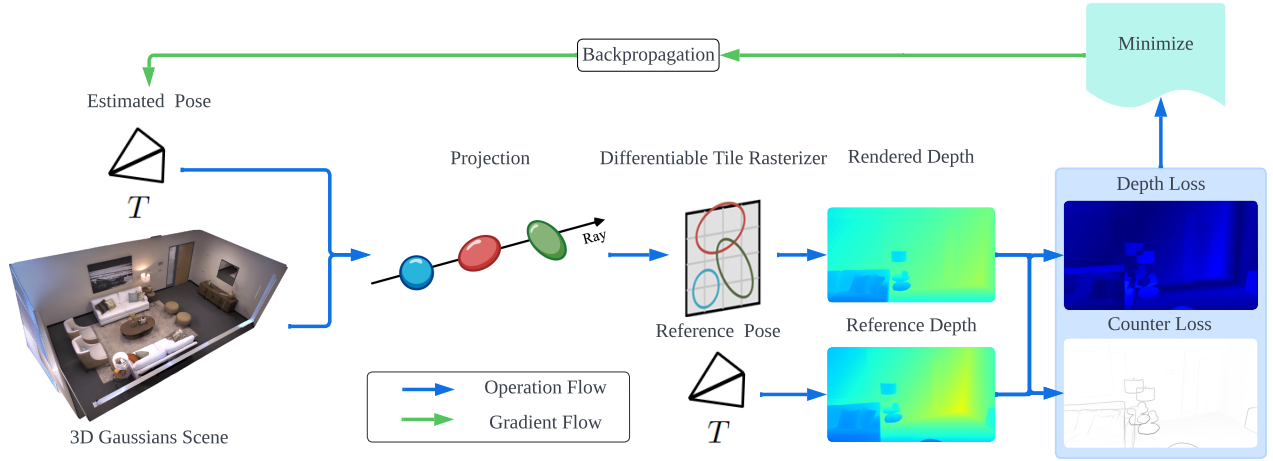 Minimize
Backpropagation
Estimated Pose
T
Projection
Differentiable Tile Rasterizer
Rendered Depth
Depth Loss
Ray
Reference Pose
Reference Depth
Counter Loss
Operation Flow
Gradient Flow
T
3D Gaussians Scene